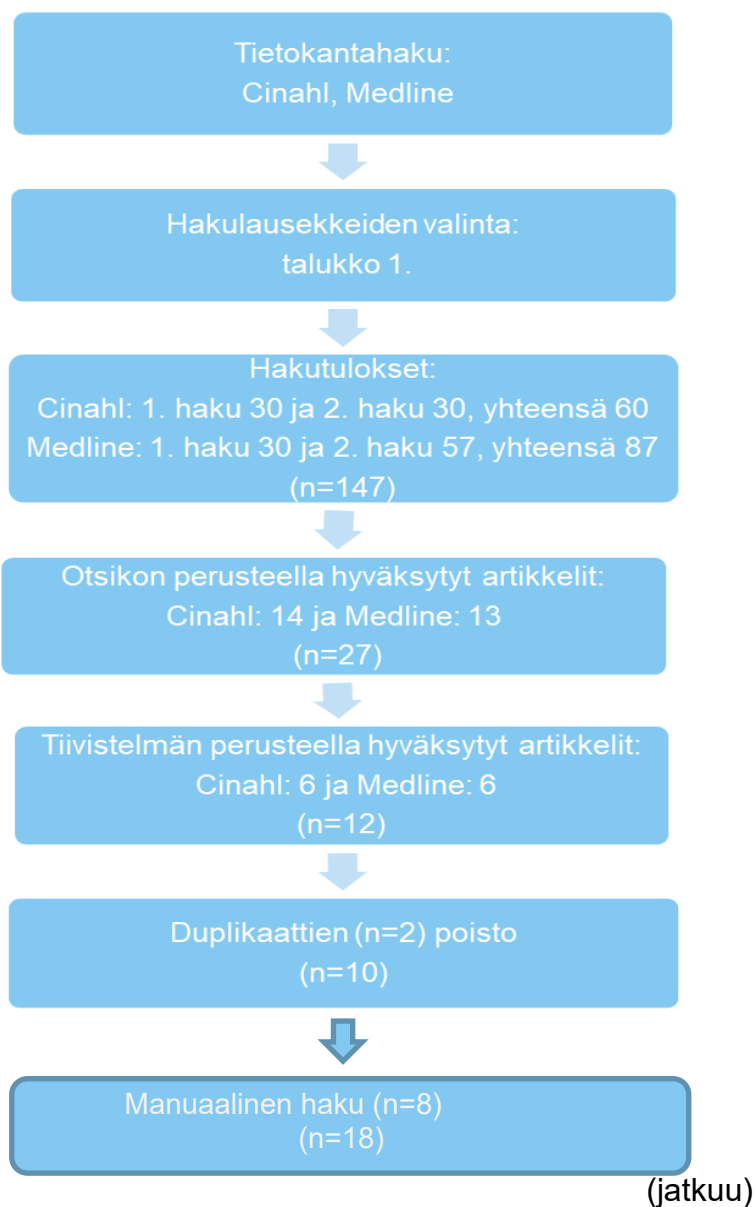 Tietokantahaku:
Cinahl, Medline
Hakulausekkeiden valinta:
talukko 1.
Hakutulokset:
Cinahl: 1. haku 30 ja 2. haku 30, yhteensä 60
Medline: 1. haku 30 ja 2. haku 57, yhteensä 87
(n=147)
Otsikon perusteella hyväksytyt artikkelit:
Cinahl: 14 ja Medline: 13
(n=27)
Tiivistelmän perusteella hyväksytyt artikkelit:
Cinahl: 6 ja Medline: 6
(n=12)
Duplikaattien (n=2) poisto
(n=10)
Manuaalinen haku (n=8)
(n=18)
(jatkuu)